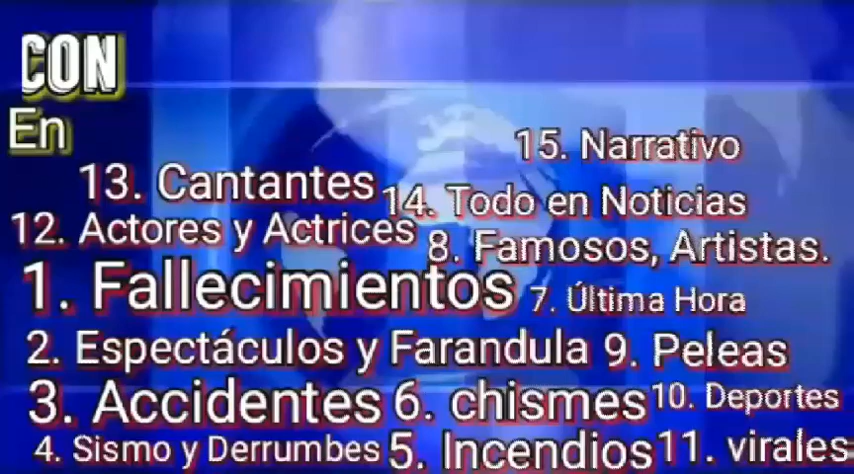 CON
En
15. Narrativo
13. Cantantes
14. Todo en Noticias
12. Actores y Actrices
8. Famosos, Artistas.
1. Fallecimientos
7. Última Hora
2. Espectáculos y Farandula
9. Peleas
3. Accidentes
6. chismes
10. Deportes
4. Sismo y Derrumbes
5. Incendios
11. virales